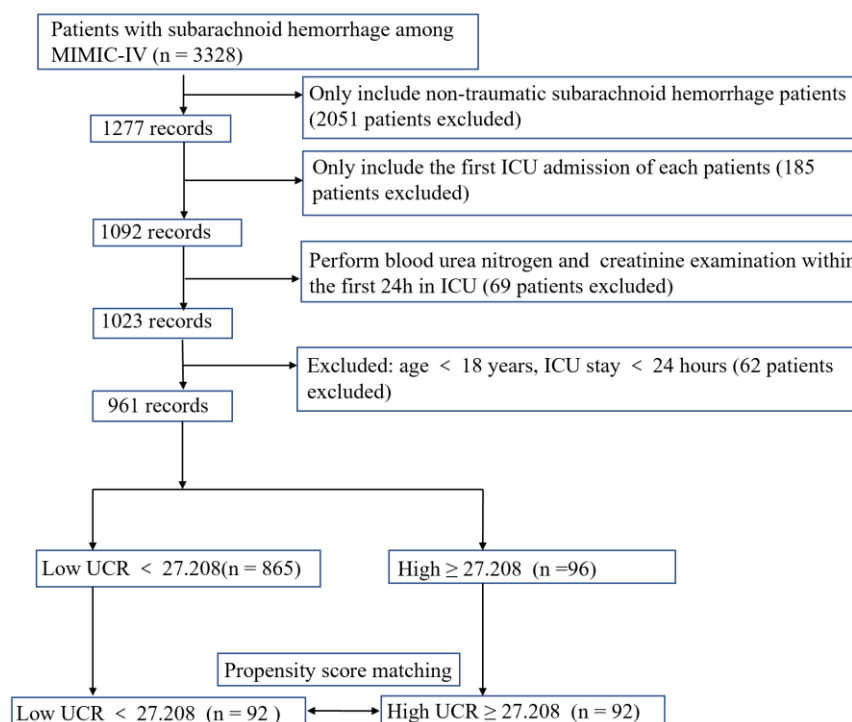 Patients with subarachnoid hemorrhage among
MIMIC-IV (n = 3328)
Only include non-traumatic subarachnoid hemorrhage patients
(2051 patients excluded)
1277 records
Only include the first ICU admission of each patients (185
patients excluded)
1092 records
Perform blood urea nitrogen and creatinine examination within
the first 24h in ICU (69 patients excluded)
1023 records
Excluded: age < 18 years, ICU stay < 24 hours (62 patients
excluded)
961 records
Low UCR < 27.208(n = 865)
High ≥ 27.208 (n =96)
Propensity score matching
Low UCR < 27.208 (n = 92 )
High UCR ≥ 27.208 (n = 92)